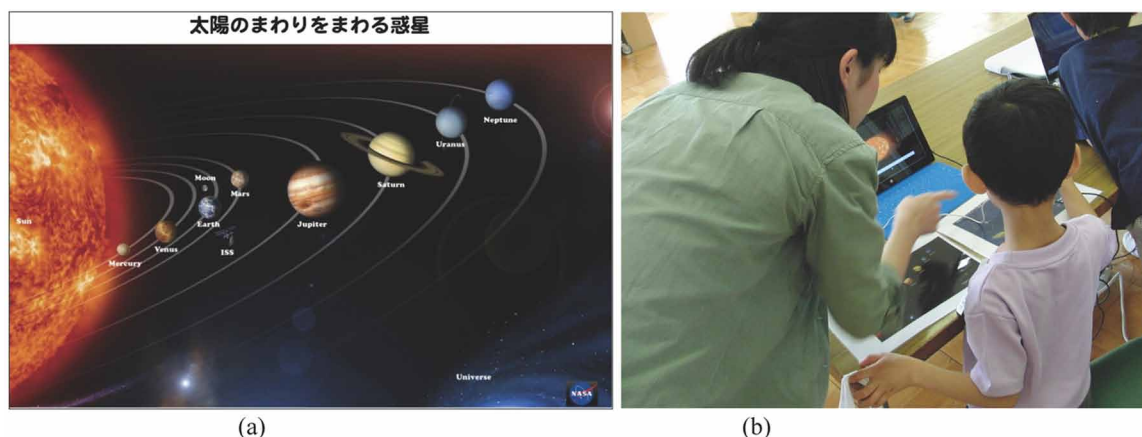 太陽のまわりをまわる惑星
Neptune
Uranus
Saturn
Moon
Mars
Sun
Earth
Jupiter
Venus
ISS
Mercury
Universe
NASA
(a)
(b)